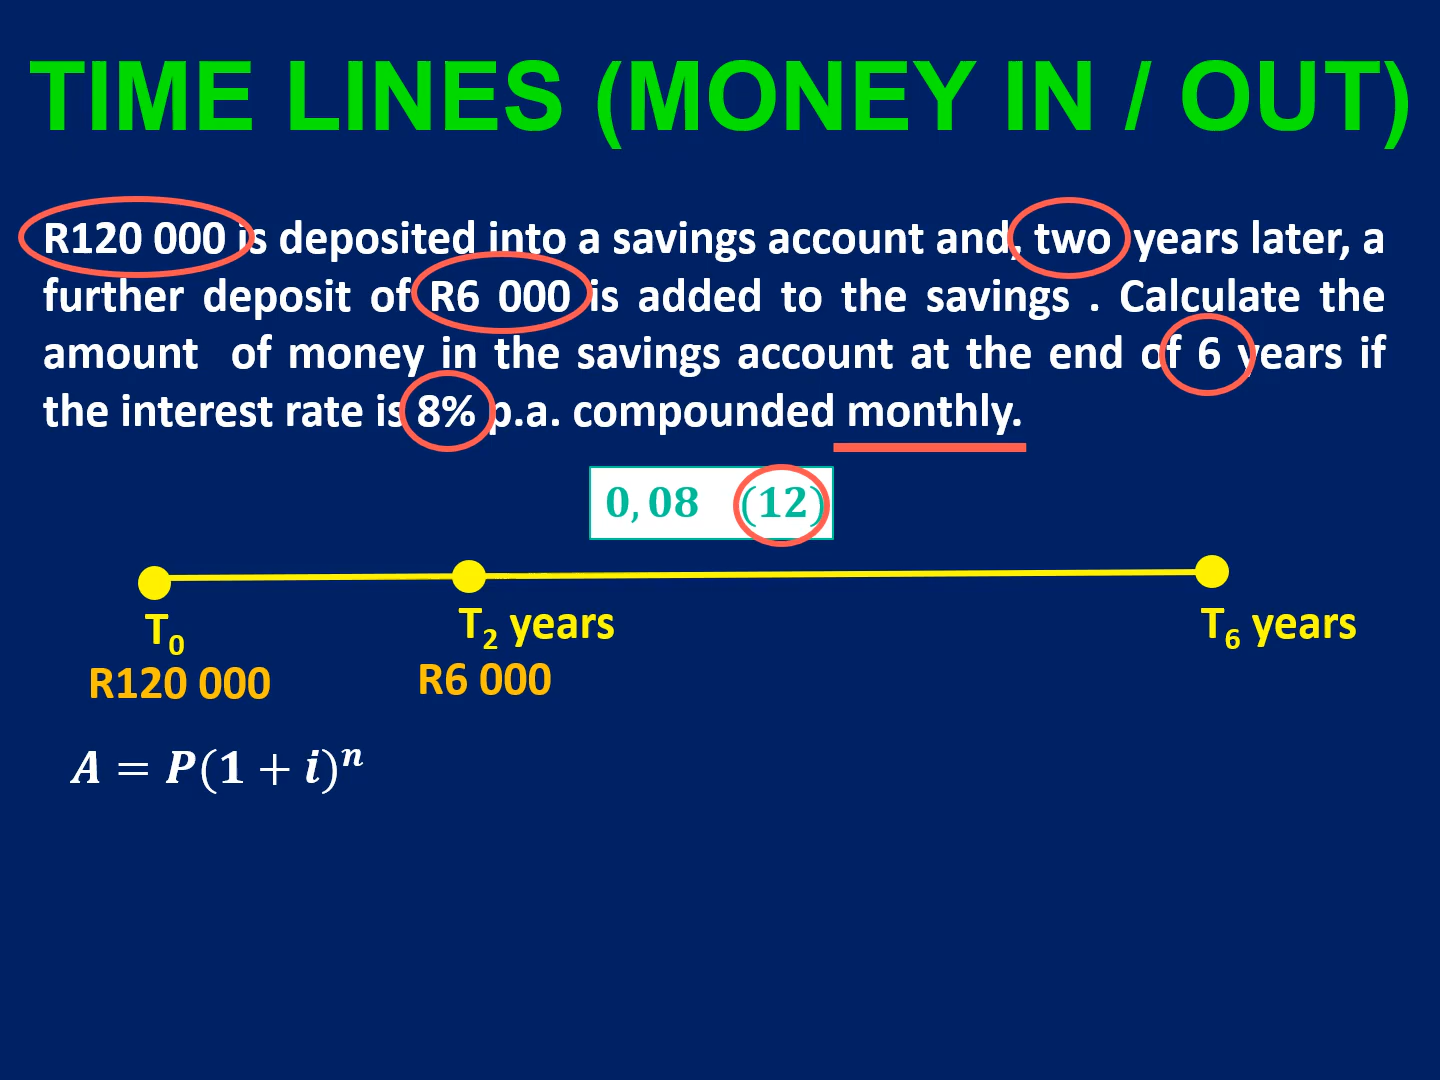 TIME LINES (MONEY IN / OUT)
R120 000 is deposited into a savings account and, two years later, a
further deposit of R6 000 is added to the savings . Calculate the
amount of money in the savings account at the end of 6 years if
the interest rate is 8% p.a. compounded monthly.
0,08 (12)
T₀ T₂ years T₆ years
R120 000 R6 000
A = P(1 + i)ⁿ